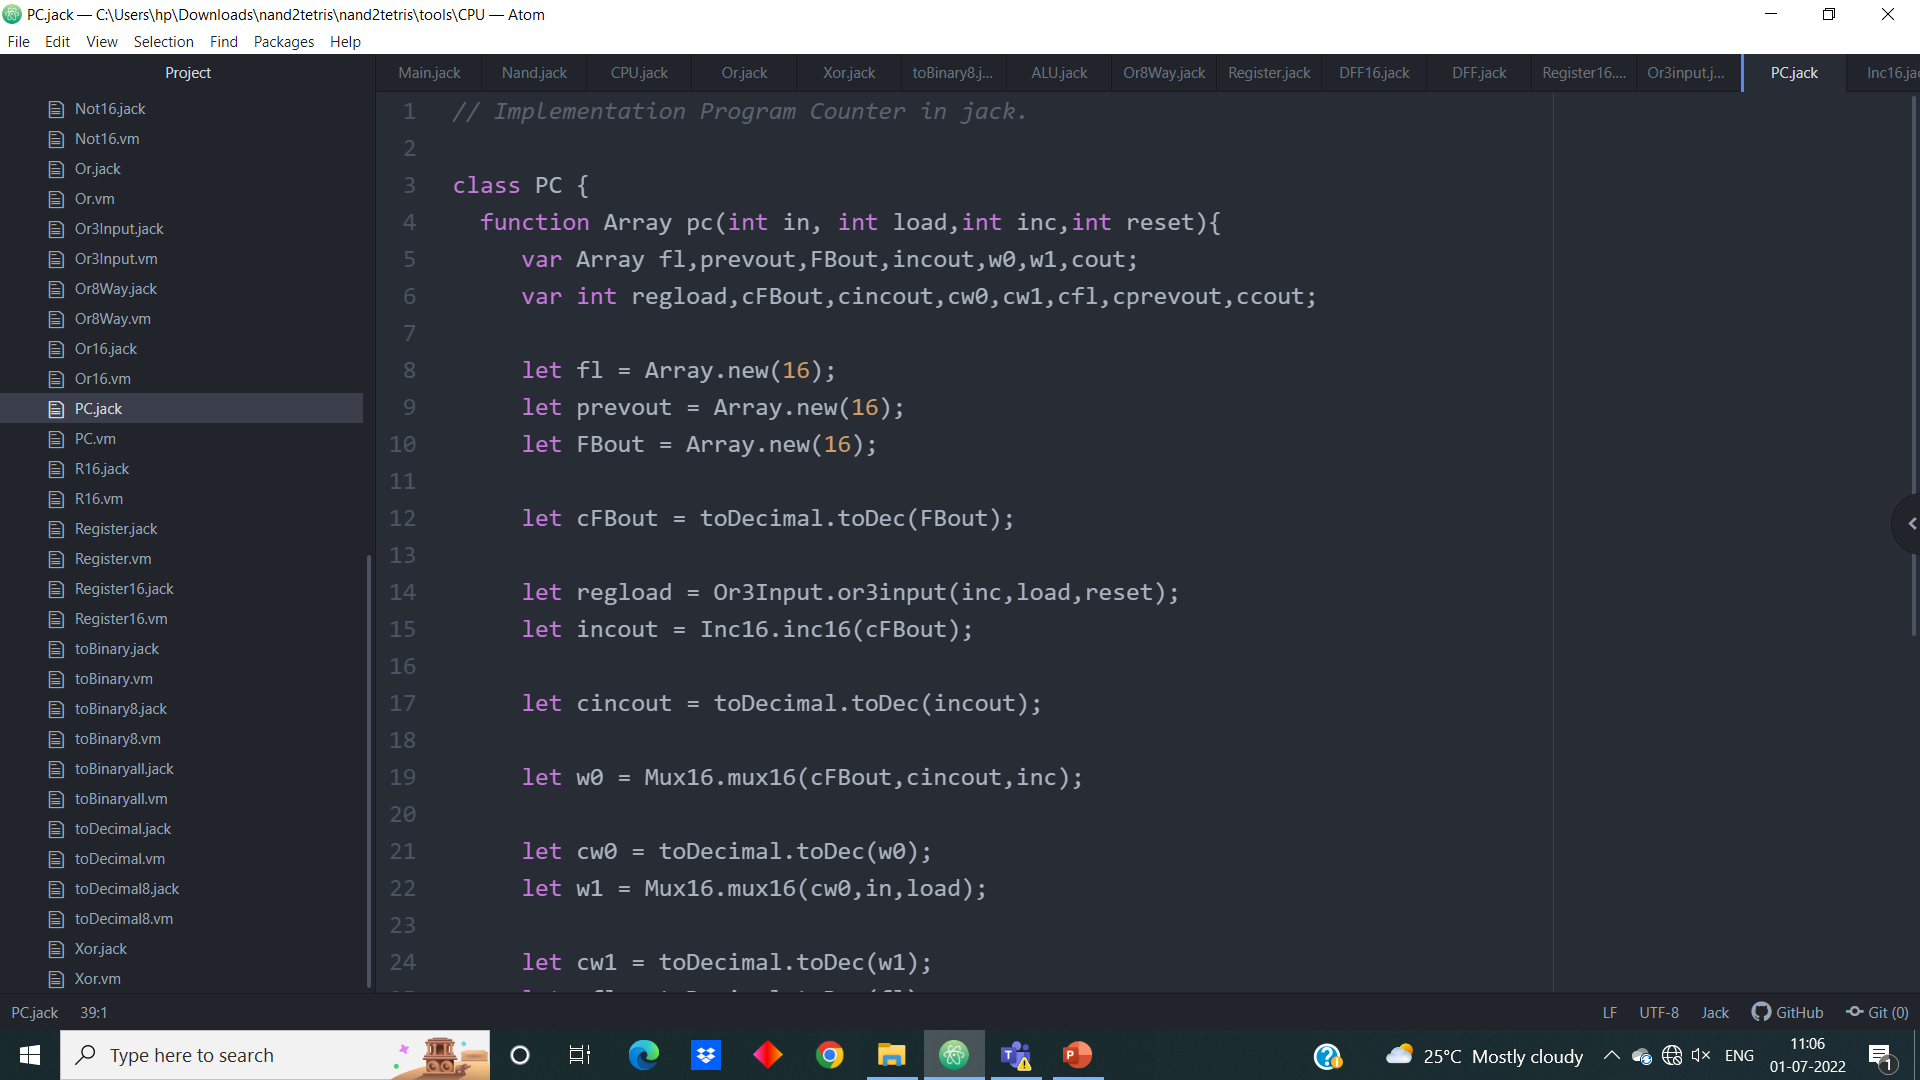 PC.jack — C:\Users\hp\Downloads\nand2tetris\nand2tetris\tools\CPU — Atom
File Edit View Selection Find Packages Help
Project
Main.jack Nand.jack CPU.jack Or.jack Xor.jack toBinary8.j... ALU.jack Or8Way.jack Register.jack DFF16.jack DFF.jack Register16.... Or3input.j... PC.jack Inc16.ja
Not16.jack
Not16.vm
Or.jack
Or.vm
Or3Input.jack
Or3Input.vm
Or8Way.jack
Or8Way.vm
Or16.jack
Or16.vm
PC.jack
PC.vm
R16.jack
R16.vm
Register.jack
Register.vm
Register16.jack
Register16.vm
toBinary.jack
toBinary.vm
toBinary8.jack
toBinary8.vm
toBinaryall.jack
toBinaryall.vm
toDecimal.jack
toDecimal.vm
toDecimal8.jack
toDecimal8.vm
Xor.jack
Xor.vm
1 // Implementation Program Counter in jack.
2
3 class PC {
4 function Array pc(int in, int load,int inc,int reset){
5 var Array fl,prevout,FBout,incout,w0,w1,cout;
6 var int regload,cFBout,cincout,cw0,cw1,cfl,cprevout,ccout;
7
8 let fl = Array.new(16);
9 let prevout = Array.new(16);
10 let FBout = Array.new(16);
11
12 let cFBout = toDecimal.toDec(FBout);
13
14 let regload = Or3Input.or3input(inc,load,reset);
15 let incout = Inc16.inc16(cFBout);
16
17 let cincout = toDecimal.toDec(incout);
18
19 let w0 = Mux16.mux16(cFBout,cincout,inc);
20
21 let cw0 = toDecimal.toDec(w0);
22 let w1 = Mux16.mux16(cw0,in,load);
23
24 let cw1 = toDecimal.toDec(w1);
PC.jack 39:1
LF UTF-8 Jack GitHub Git (0)
Type here to search
25°C Mostly cloudy
ENG
11:06
01-07-2022
1